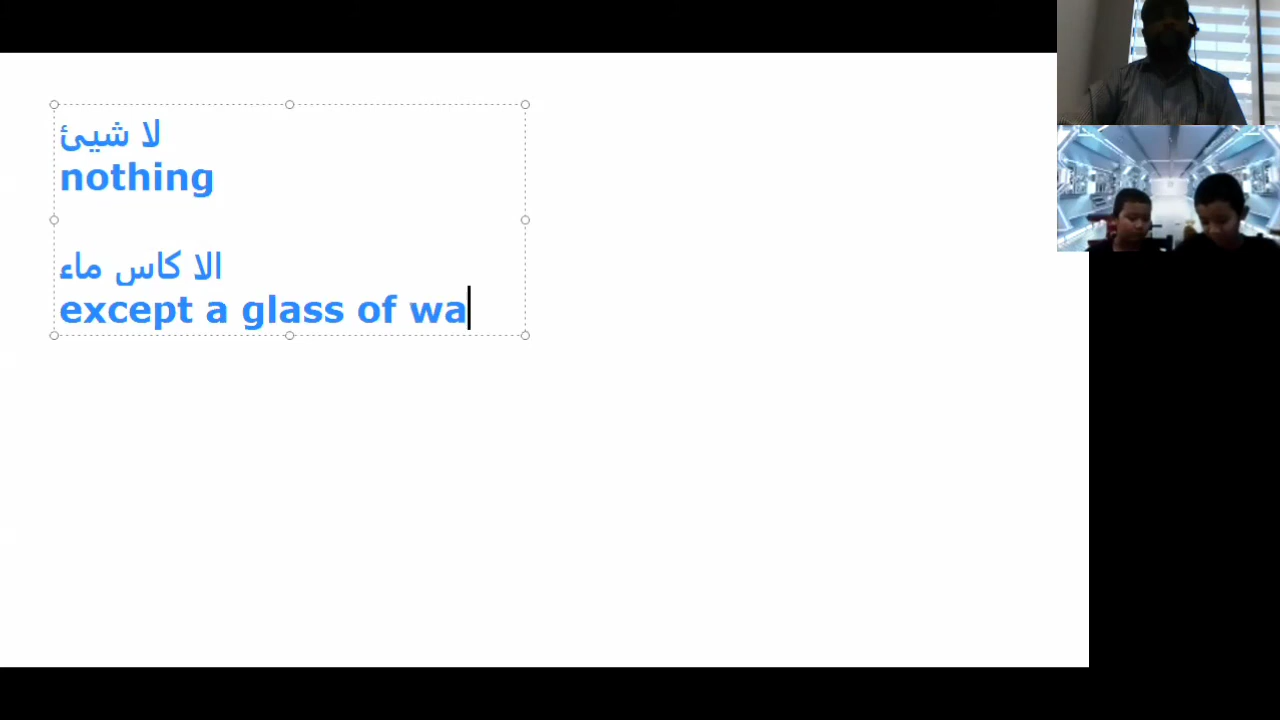 لا شيئ
nothing
الا كاس ماء
except a glass of wa